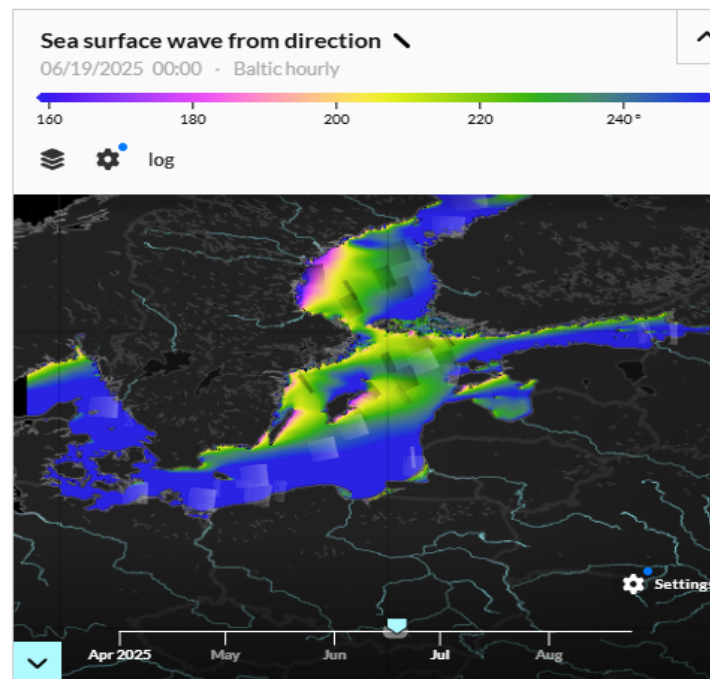 Sea surface wave from direction
06/19/2025 00:00 · Baltic hourly
160 180 200 220 240 °
log
Settings
Apr 2025 May Jun Jul Aug